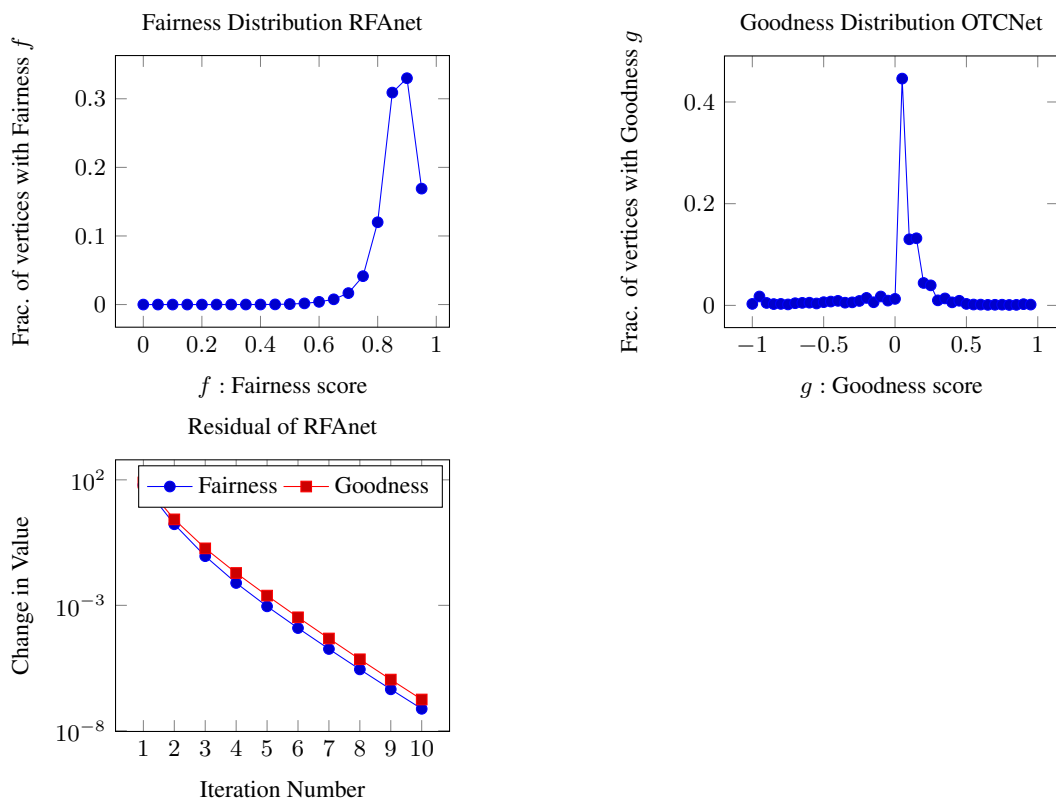 Fairness Distribution RFAnet
Frac. of vertices with Fairness f
0.3
0.2
0.1
0
0 0.2 0.4 0.6 0.8 1
f : Fairness score
Goodness Distribution OTCNet
Frac. of vertices with Goodness g
0.4
0.2
0
−1 −0.5 0 0.5 1
g : Goodness score
Residual of RFAnet
Change in Value
10^2
10^−3
10^−8
Fairness Goodness
1 2 3 4 5 6 7 8 9 10
Iteration Number